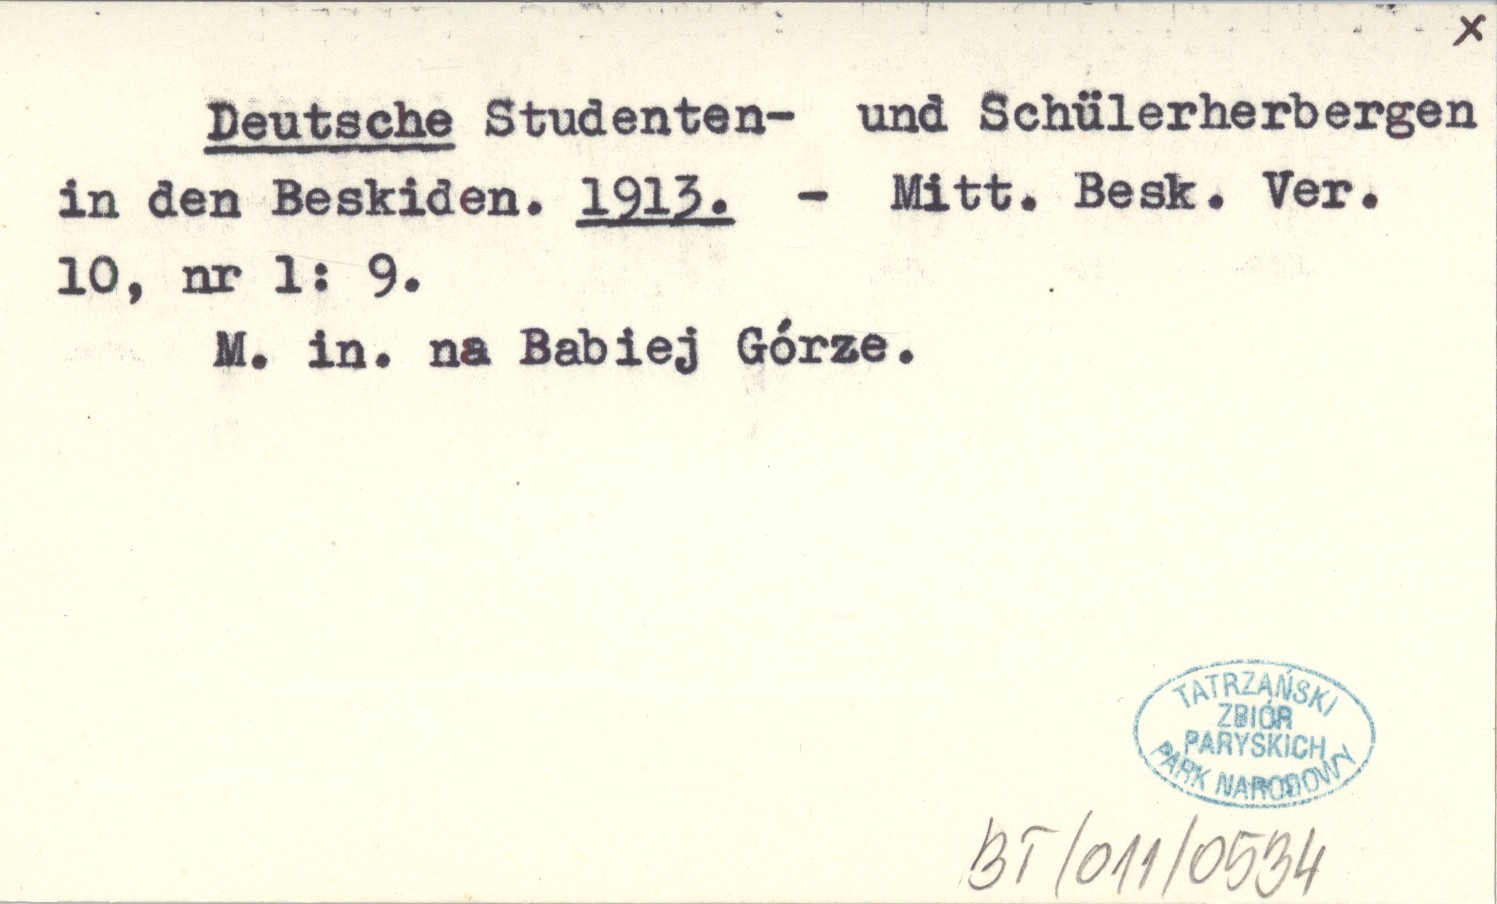 x
Deutsche Studenten- und Schülerherbergen
in den Beskiden. 1913. - Mitt. Besk. Ver.
10, nr 1: 9.
M. in. na Babiej Górze.
TATRZAŃSKI
ZBIÓR
PARYSKICH
PARK NARODOWY
BT/011/0534